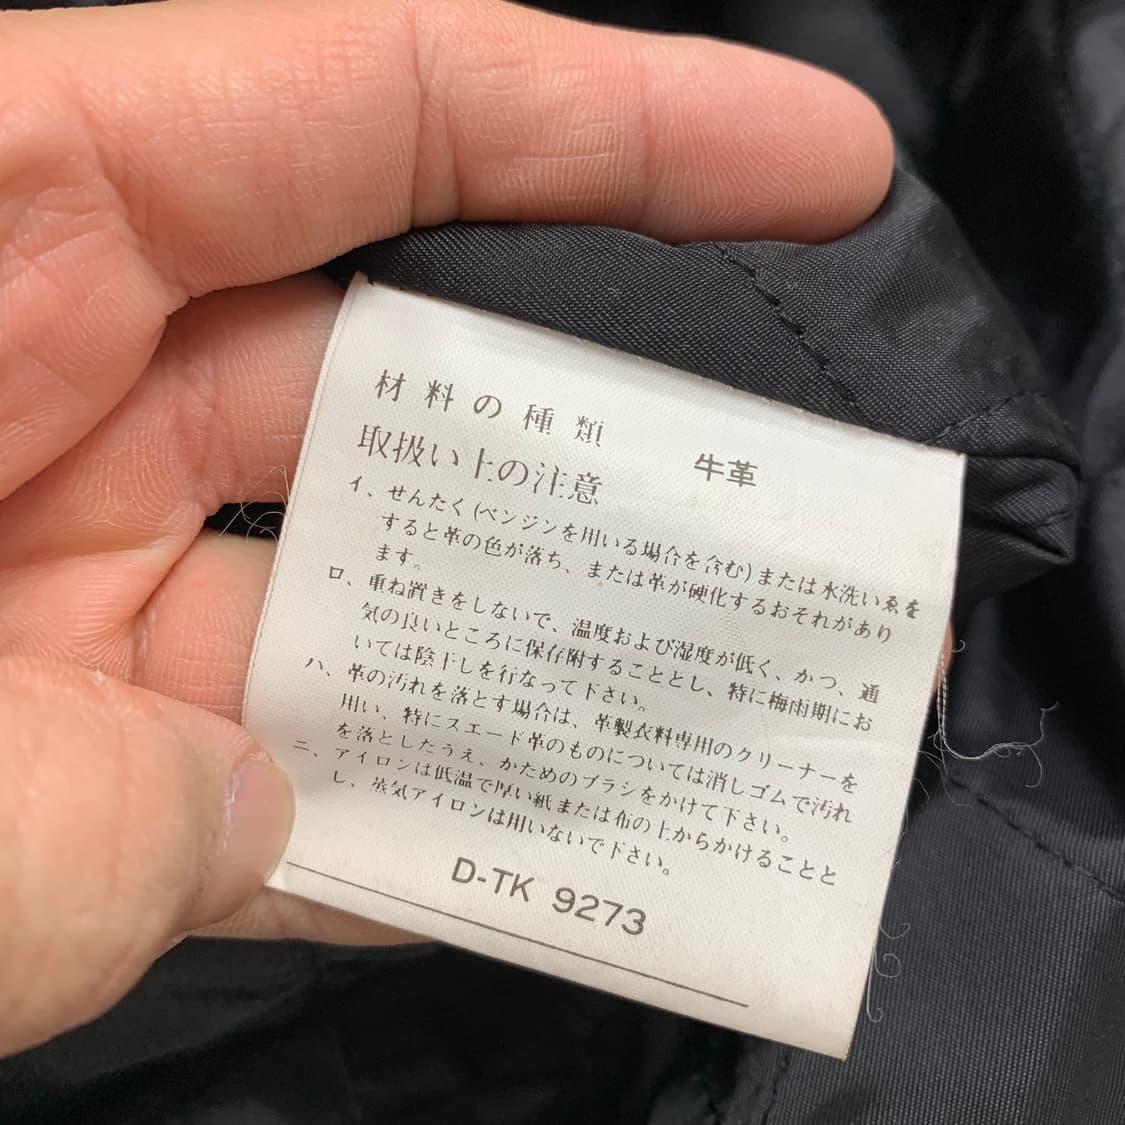 材料の種類 牛革
取扱い上の注意
イ、せんたく(ベンジンを用いる場合を含む)または水洗いゑを
すると革の色が落ち、または革が硬化するおそれがあり
ます。
ロ、重ね置きをしないで、温度および湿度が低く、かつ、通
気の良いところに保存附することとし、特に梅雨期にお
いては陰干しを行なって下さい。
ハ、革の汚れを落とす場合は、革製衣料専用のクリーナーを
用い、特にスエード革のものについては消しゴムで汚れ
を落としたうえ、かためのブラシをかけて下さい。
ニ、アイロンは低温で厚い紙または布の上からかけることと
し、蒸気アイロンは用いないで下さい。
D-TK 9273